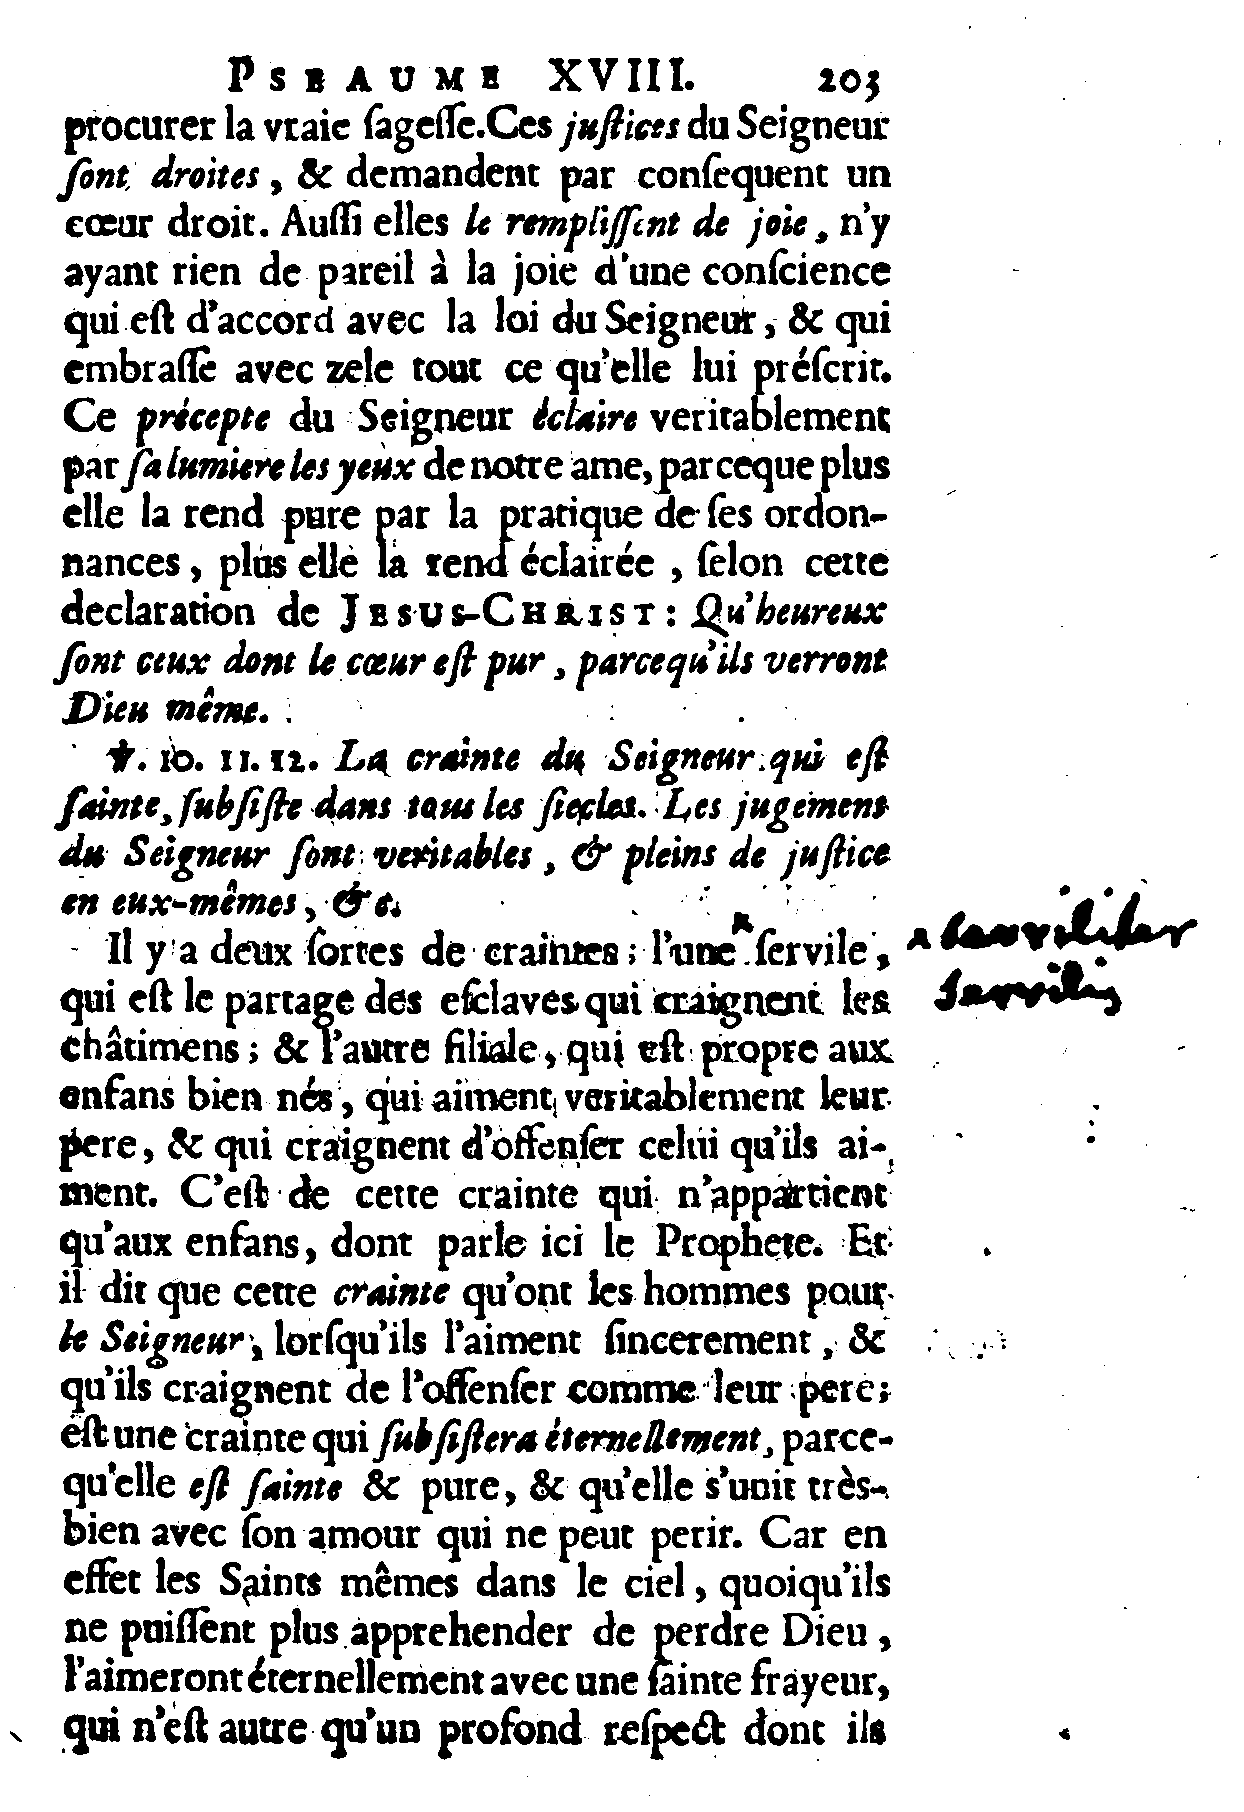 PSEAUME XVIII. 203
procurer la vraie ſageſſe. Ces juſtices du Seigneur
ſont droites, & demandent par conſequent un
cœur droit. Auſſi elles le rempliſſent de joie, n'y
ayant rien de pareil à la joie d'une conſcience
qui eſt d'accord avec la loi du Seigneur, & qui
embraſſe avec zele tout ce qu'elle lui préſcrit.
Ce précepte du Seigneur éclaire veritablement
par ſa lumiere les yeux de notre ame, parceque plus
elle la rend pure par la pratique de ſes ordon-
nances, plus elle la rend éclairée, ſelon cette
declaration de JESUS-CHRIST: Qu'heureux
ſont ceux dont le cœur eſt pur, parcequ'ils verront
Dieu même.
℣. 10. 11. 12. La crainte du Seigneur qui eſt
ſainte, ſubſiſte dans tous les ſiecles. Les jugemens
du Seigneur ſont veritables, & pleins de juſtice
en eux-mêmes, &c.
Il y a deux ſortes de craintes; l'une ſervile,
qui eſt le partage des eſclaves qui craignent les
châtimens; & l'autre filiale, qui eſt propre aux
enfans bien nés, qui aiment veritablement leur
pere, & qui craignent d'offenſer celui qu'ils ai-
ment. C'eſt de cette crainte qui n'appartient
qu'aux enfans, dont parle ici le Prophete. Et
il dit que cette crainte qu'ont les hommes pour
le Seigneur, lorſqu'ils l'aiment ſincerement, &
qu'ils craignent de l'offenſer comme leur pere;
eſt une crainte qui ſubſiſtera éternellement, parce-
qu'elle eſt ſainte & pure, & qu'elle s'unit très-
bien avec ſon amour qui ne peut perir. Car en
effet les Saints mêmes dans le ciel, quoiqu'ils
ne puiſſent plus apprehender de perdre Dieu,
l'aimeront éternellement avec une ſainte frayeur,
qui n'eſt autre qu'un profond reſpect dont ils
serviliter
servilis